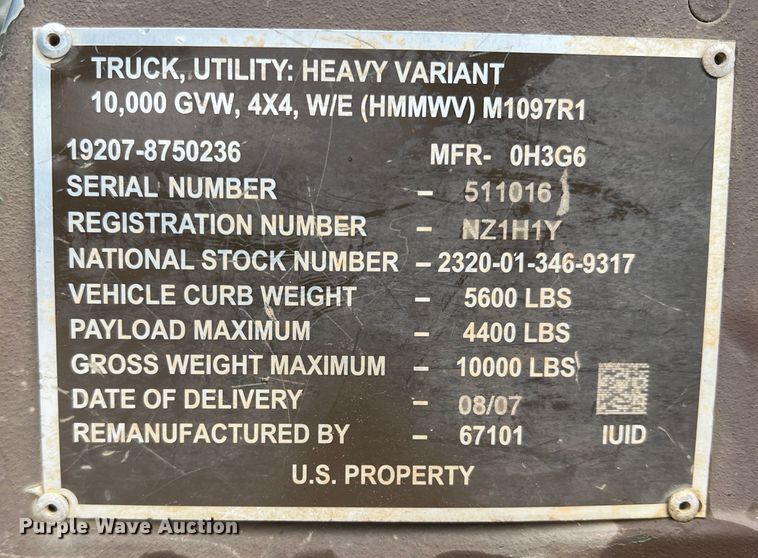 TRUCK, UTILITY: HEAVY VARIANT
10,000 GVW, 4X4, W/E (HMMWV) M1097R1
19207-8750236 MFR- 0H3G6
SERIAL NUMBER - 511016
REGISTRATION NUMBER - NZ1H1Y
NATIONAL STOCK NUMBER - 2320-01-346-9317
VEHICLE CURB WEIGHT - 5600 LBS
PAYLOAD MAXIMUM - 4400 LBS
GROSS WEIGHT MAXIMUM - 10000 LBS
DATE OF DELIVERY - 08/07
REMANUFACTURED BY - 67101 IUID
U.S. PROPERTY
Purple Wave Auction